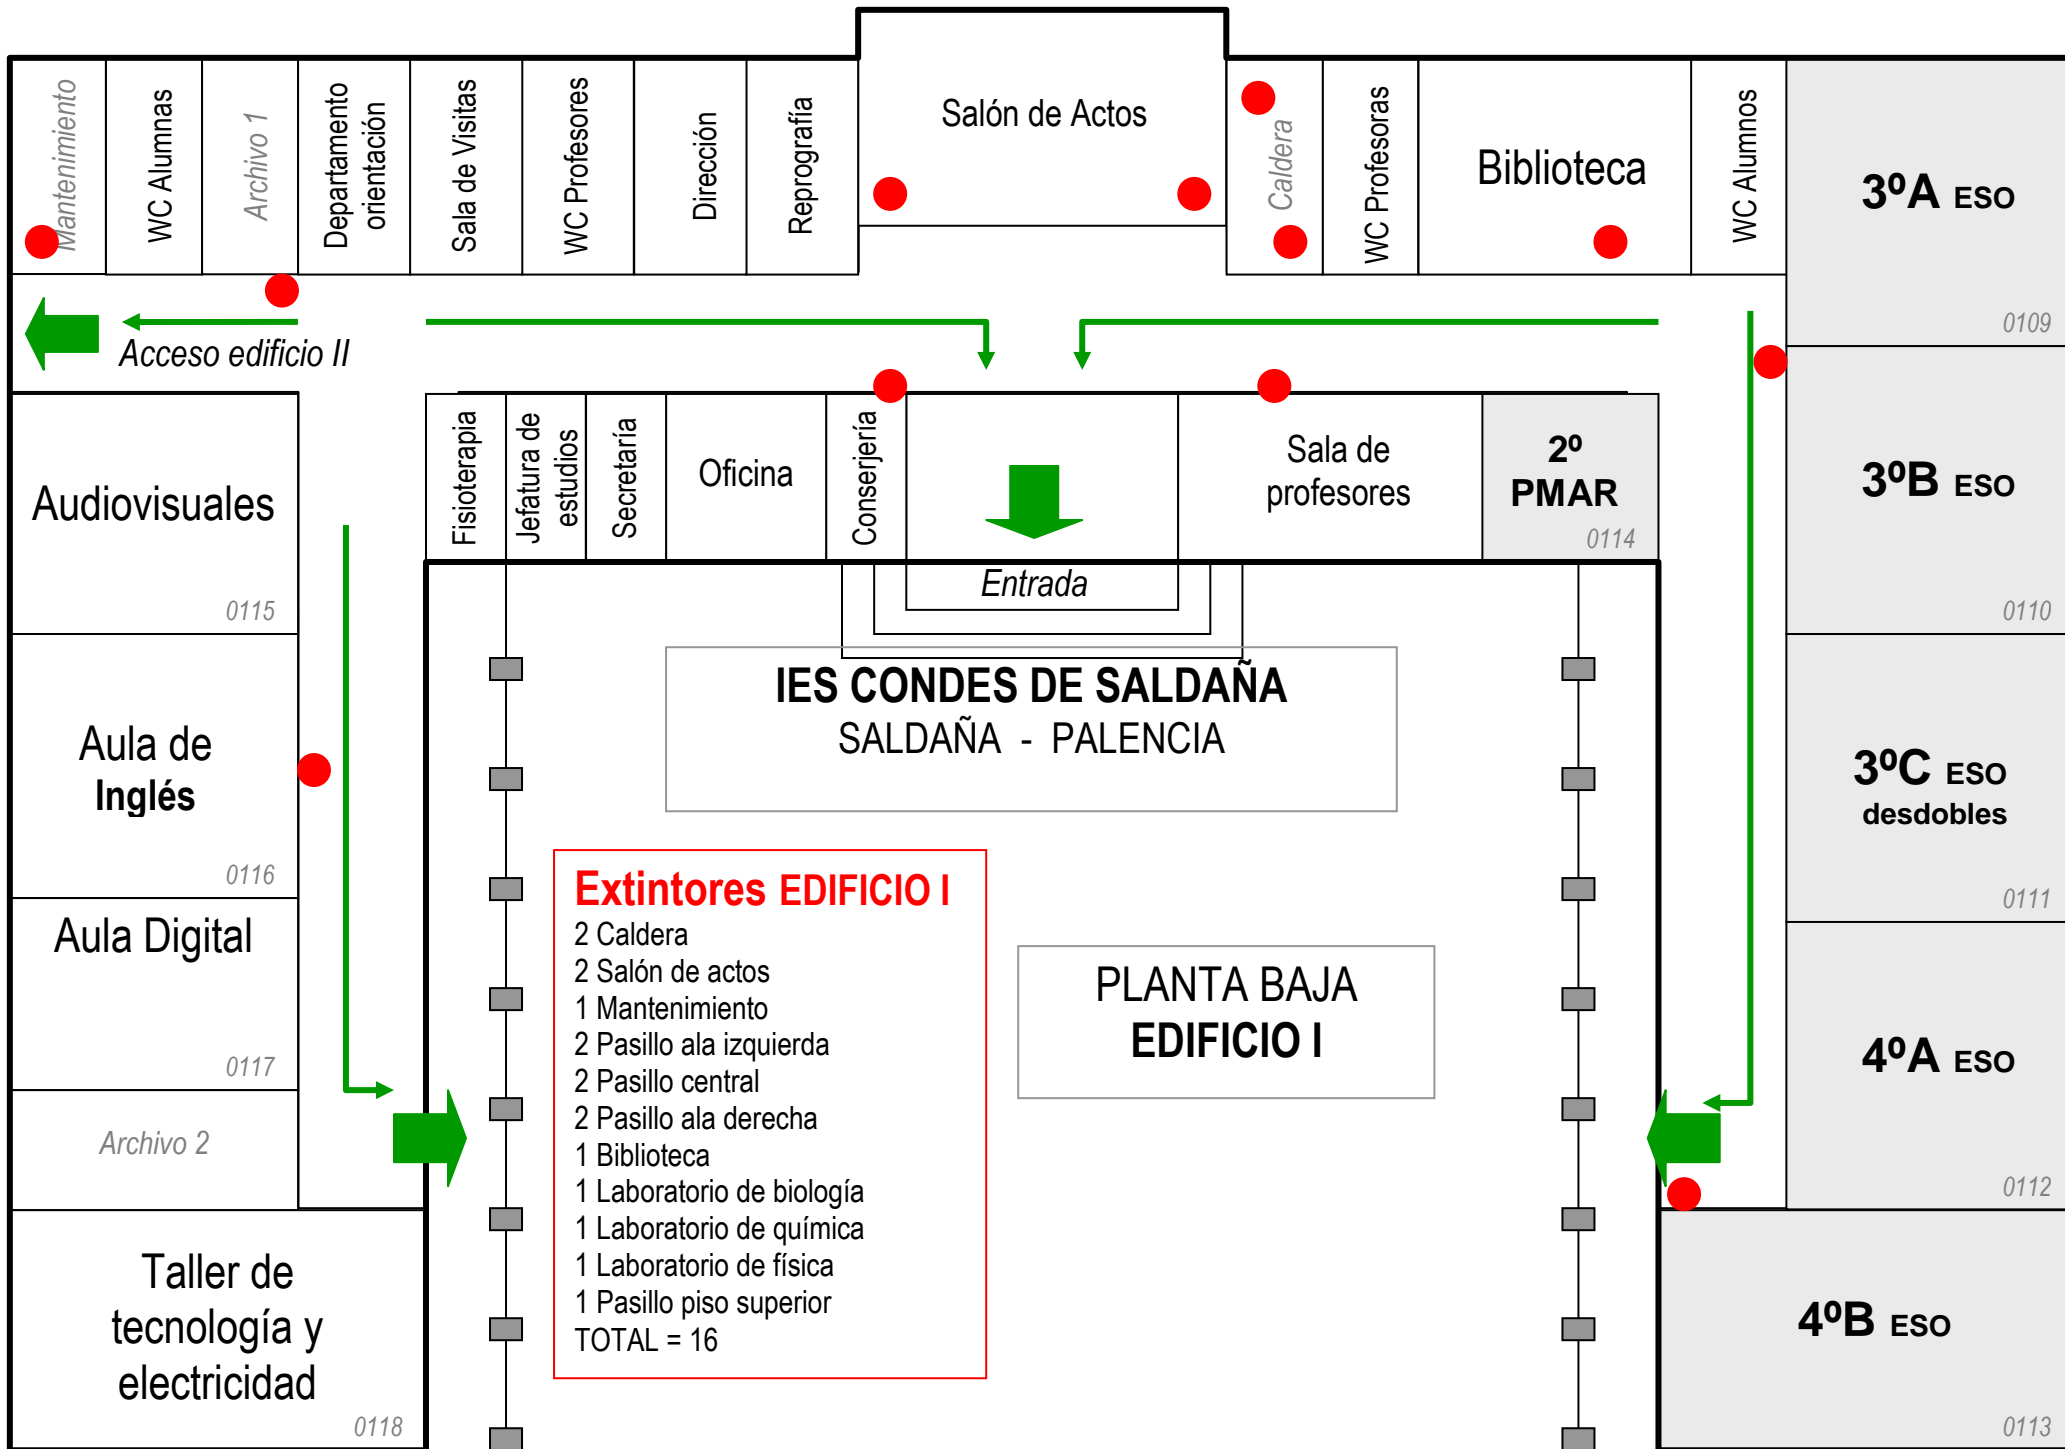 Mantenimiento
WC Alumnas
Archivo 1
Departamento
orientación
Sala de Visitas
WC Profesores
Dirección
Reprografía
Salón de Actos
Caldera
WC Profesoras
Biblioteca
WC Alumnos
3ºA ESO
0109
Acceso edificio II
Audiovisuales
0115
Fisioterapia
Jefatura de
estudios
Secretaría
Oficina
Conserjería
Entrada
Sala de
profesores
2º
PMAR
0114
3ºB ESO
0110
Aula de
Inglés
0116
IES CONDES DE SALDAÑA
SALDAÑA - PALENCIA
3ºC ESO
desdobles
0111
Aula Digital
0117
Extintores EDIFICIO I
2 Caldera
2 Salón de actos
1 Mantenimiento
2 Pasillo ala izquierda
2 Pasillo central
2 Pasillo ala derecha
1 Biblioteca
1 Laboratorio de biología
1 Laboratorio de química
1 Laboratorio de física
1 Pasillo piso superior
TOTAL = 16
PLANTA BAJA
EDIFICIO I
4ºA ESO
0112
Archivo 2
Taller de
tecnología y
electricidad
0118
4ºB ESO
0113